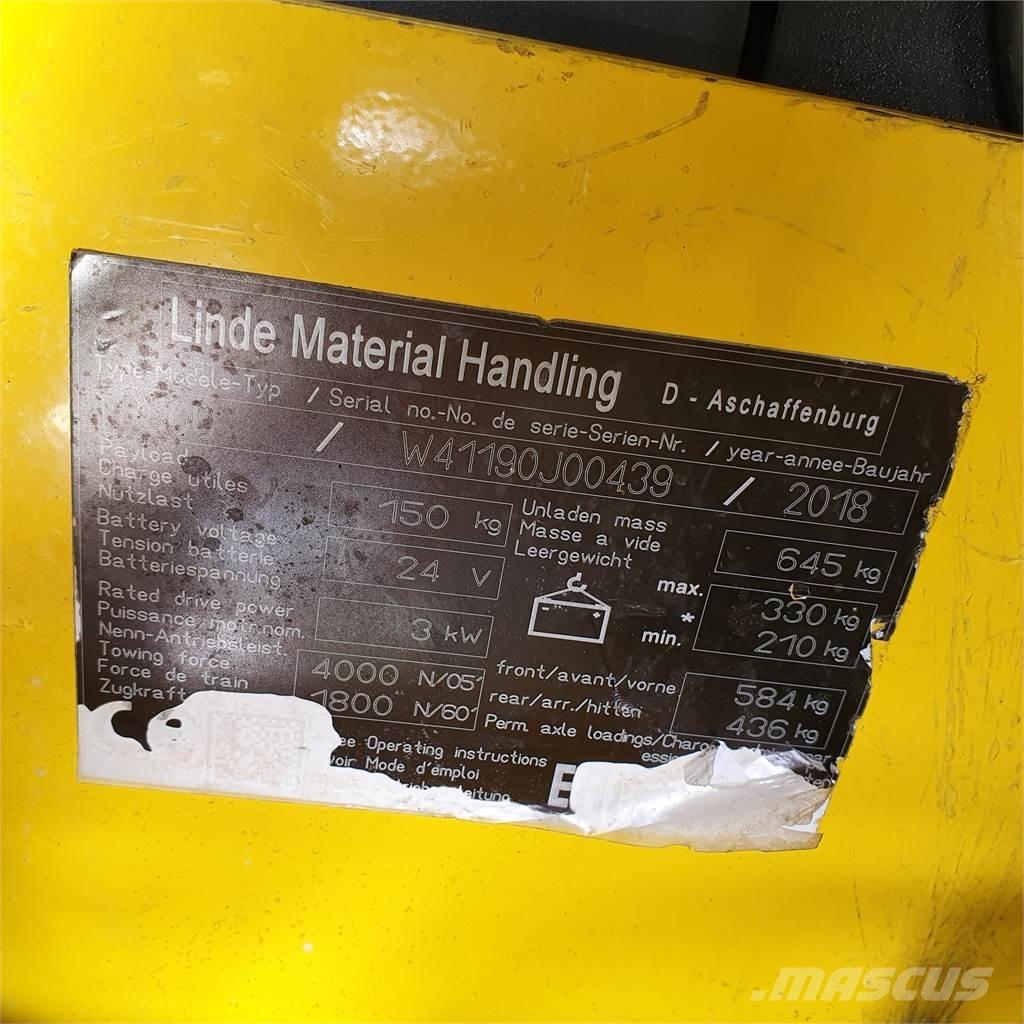 Linde Material Handling D - Aschaffenburg
Type-Modele-Typ / Serial no.-No. de serie-Serien-Nr. / year-annee-Baujahr
/ W41190J00439 / 2018
Payload
Charge utiles
Nutzlast
150 kg
Unladen mass
Masse a vide
Leergewicht
645 kg
Battery voltage
Tension batterie
Batteriespannung
24 V
max. 330 kg
* min. 210 kg
Rated drive power
Puissance motr.nom.
Nenn-Antriebsleist.
3 kW
Towing force
Force de train
Zugkraft
4000 N/05'
1800 N/60'
front/avant/vorne 584 kg
rear/arr./hitten 436 kg
Perm. axle loadings/
Operating instructions
Mode d'emploi
.MASCUS